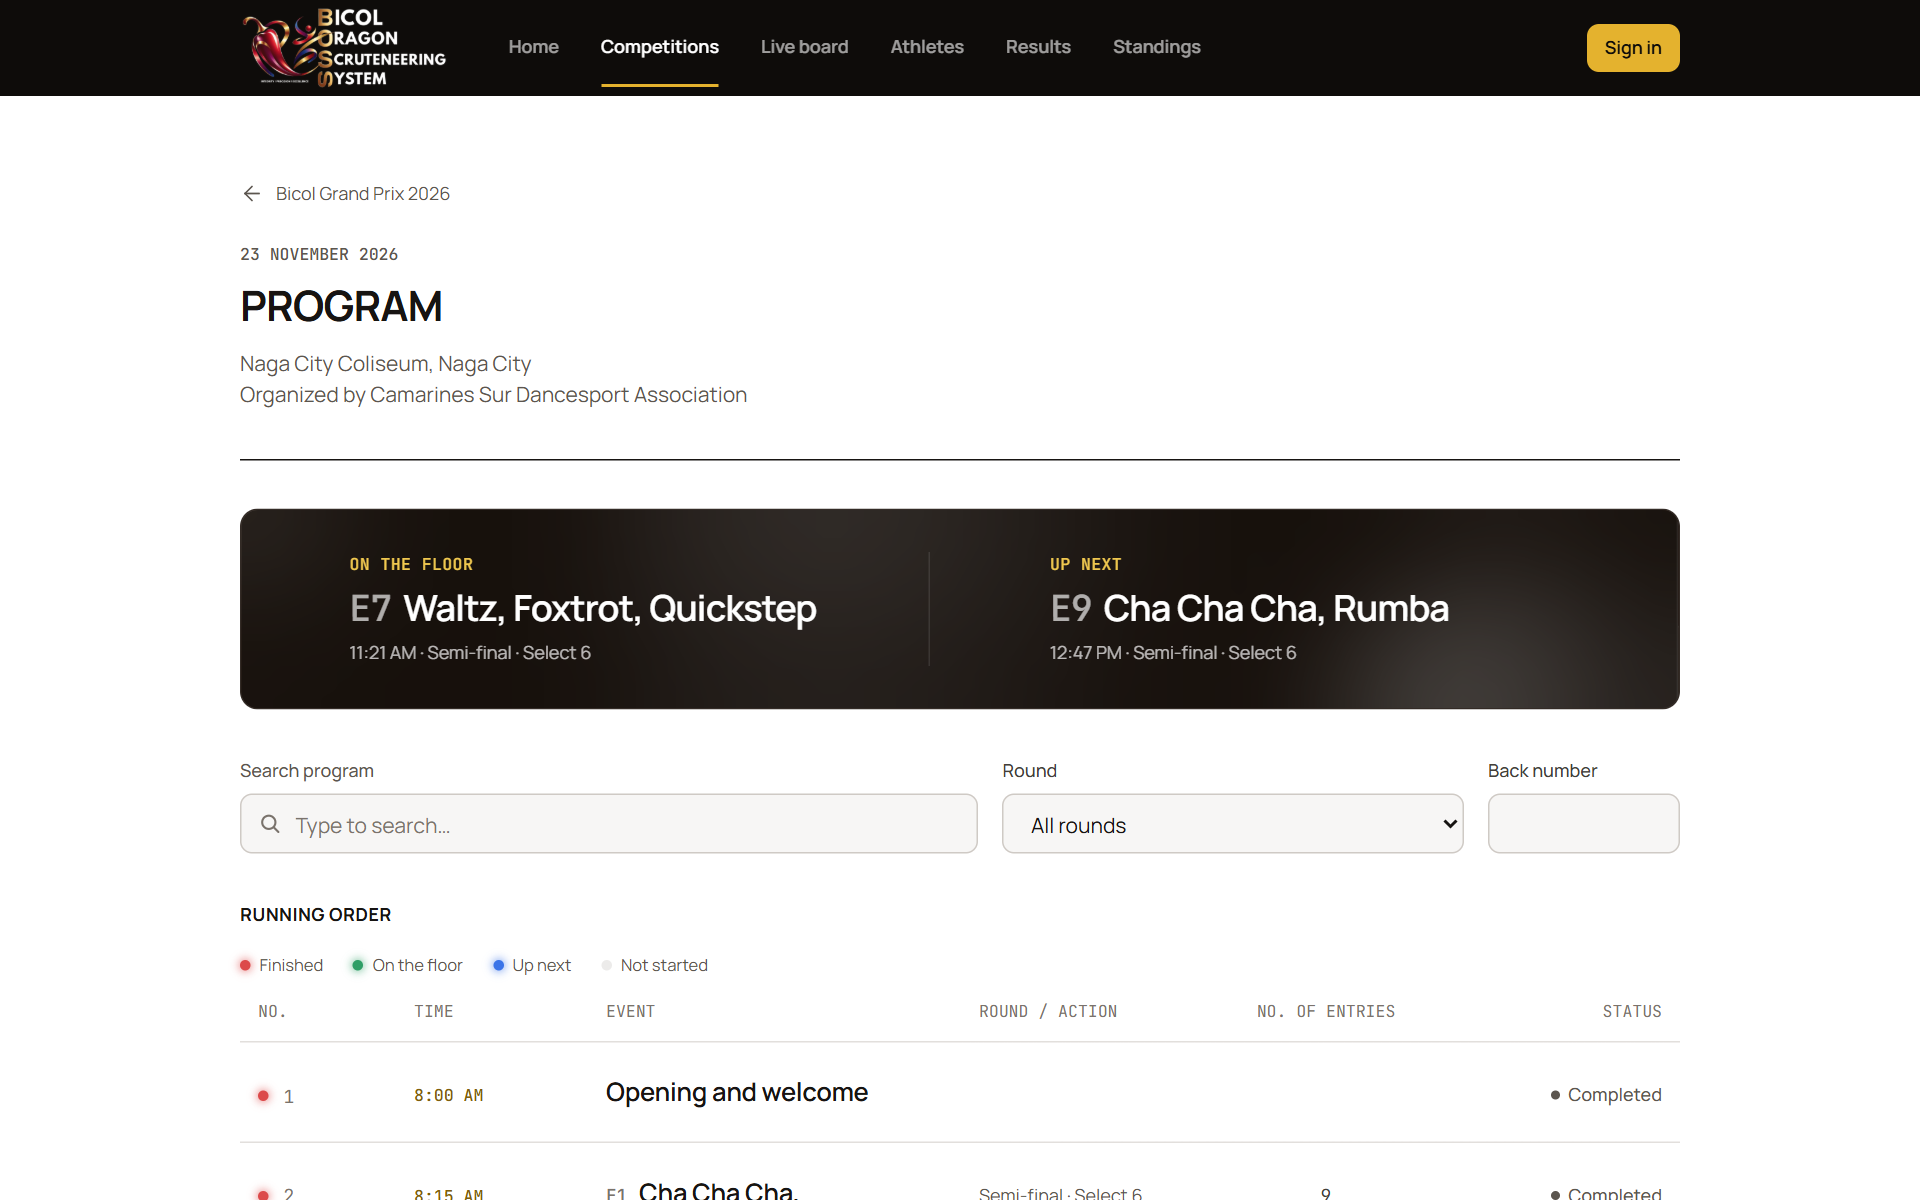 BICOL
DRAGON
SCRUTENEERING
SYSTEM
Home
Competitions
Live board
Athletes
Results
Standings
Sign in
Bicol Grand Prix 2026
23 NOVEMBER 2026
PROGRAM
Naga City Coliseum, Naga City
Organized by Camarines Sur Dancesport Association
ON THE FLOOR
E7 Waltz, Foxtrot, Quickstep
11:21 AM · Semi-final · Select 6
UP NEXT
E9 Cha Cha Cha, Rumba
12:47 PM · Semi-final · Select 6
Search program
Type to search...
Round
All rounds
Back number
RUNNING ORDER
Finished
On the floor
Up next
Not started
NO. TIME EVENT ROUND / ACTION NO. OF ENTRIES STATUS
1 8:00 AM Opening and welcome Completed
2 8:15 AM E1 Cha Cha Cha, Semi-final · Select 6 9 Completed